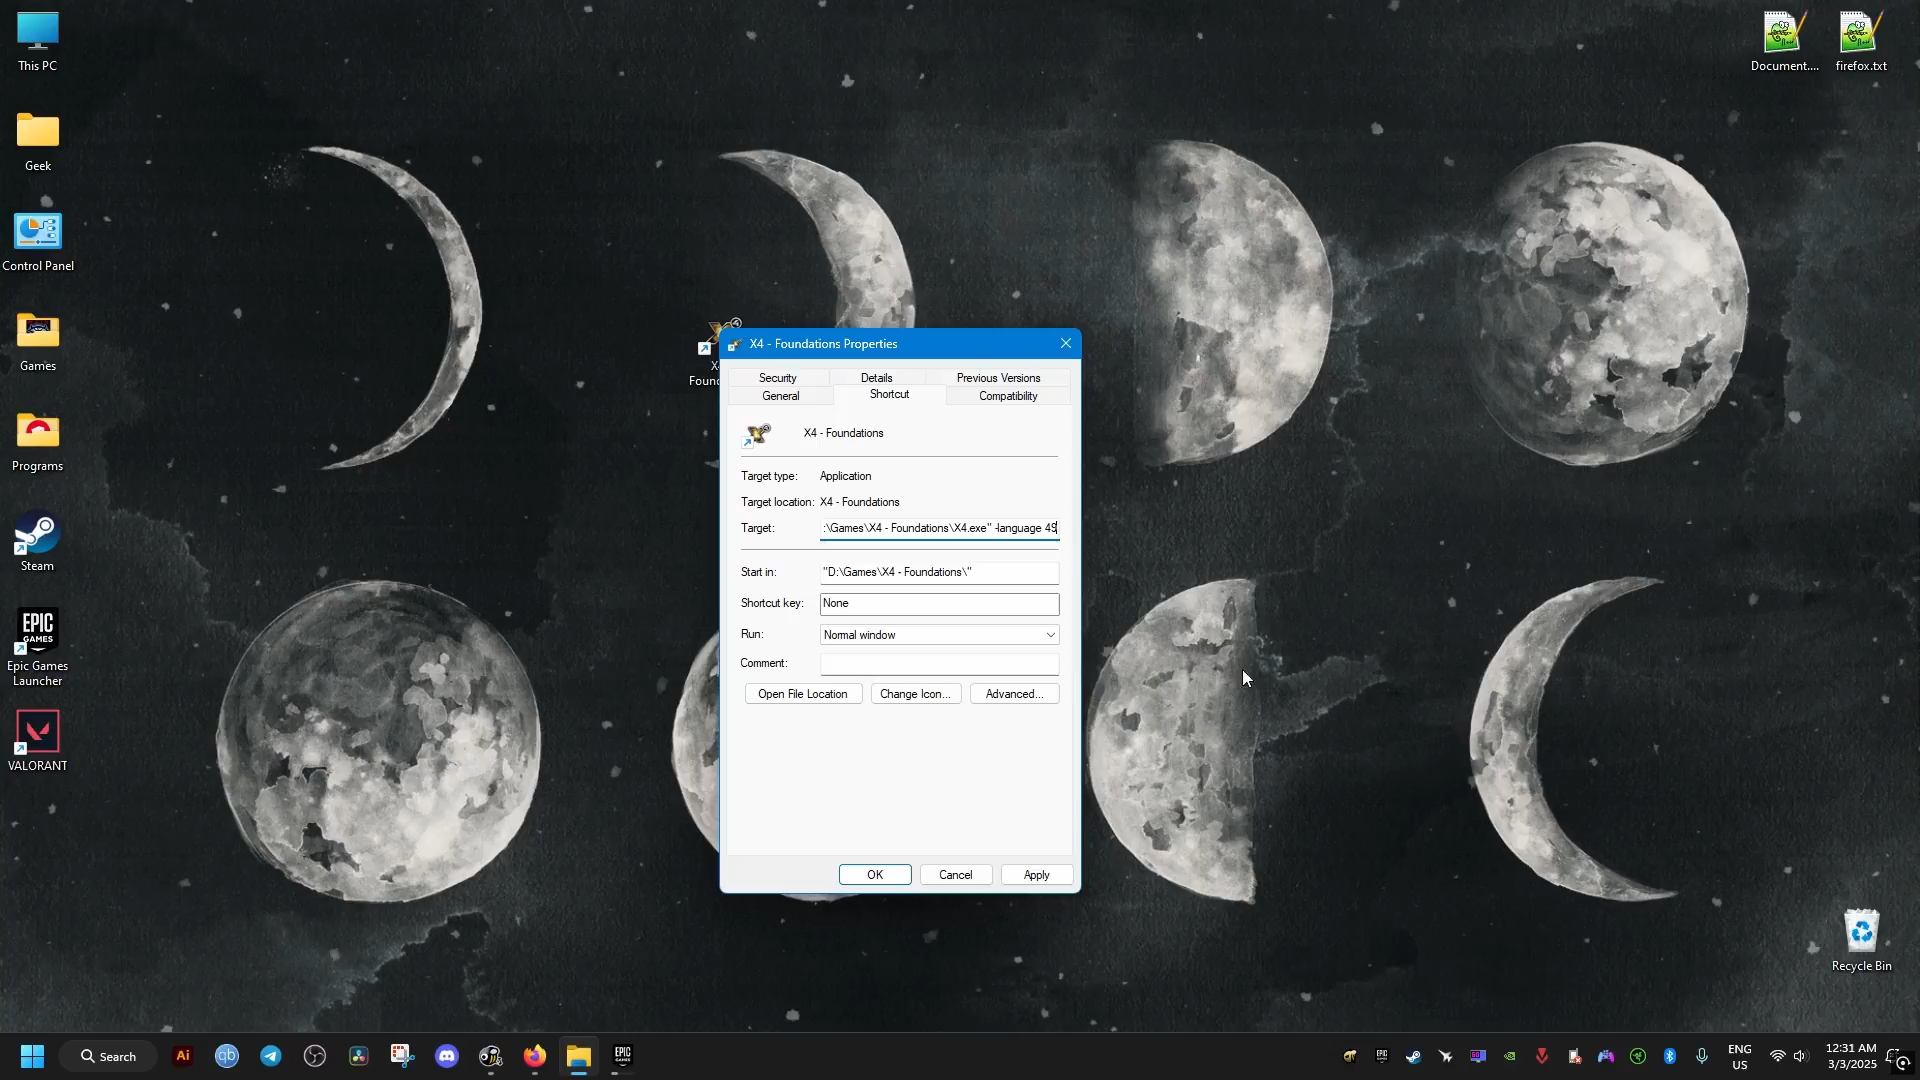 This PC
Geek
Control Panel
Games
Programs
Steam
EPIC
GAMES
Epic Games
Launcher
VALORANT
Document....
firefox.txt
Recycle Bin
X4 - Foundations Properties
Security
Details
Previous Versions
General
Shortcut
Compatibility
X4 - Foundations
Target type: Application
Target location: X4 - Foundations
Target: :\Games\X4 - Foundations\X4.exe" -language 49
Start in: "D:\Games\X4 - Foundations\"
Shortcut key: None
Run: Normal window
Comment:
Open File Location
Change Icon...
Advanced...
OK
Cancel
Apply
Search
Ai
qb
EPIC
ENG
US
12:31 AM
3/3/2025